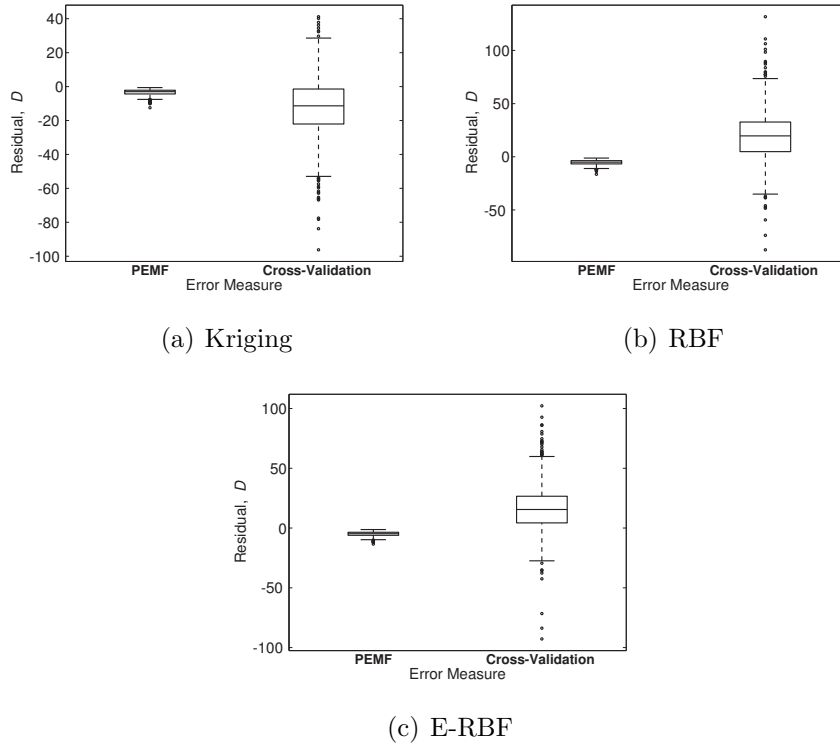 40
20
0
-20
-40
-60
-80
-100
Residual, D
PEMF
Cross-Validation
Error Measure
(a) Kriging
100
50
0
-50
Residual, D
PEMF
Cross-Validation
Error Measure
(b) RBF
100
50
0
-50
-100
Residual, D
PEMF
Cross-Validation
Error Measure
(c) E-RBF